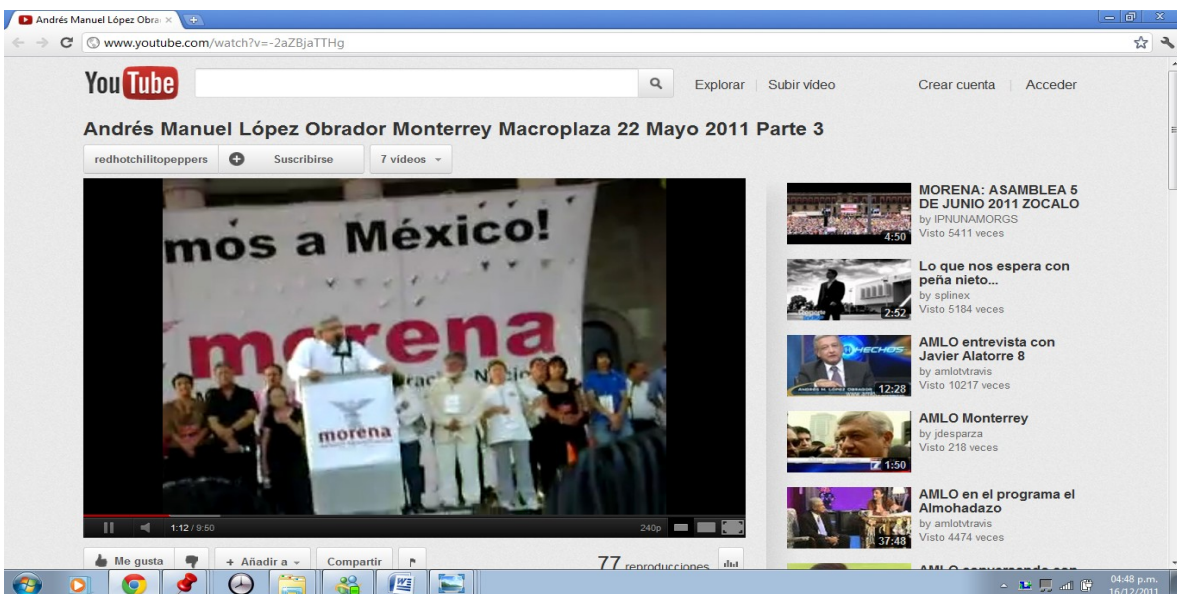 Andrés Manuel López Obra
www.youtube.com/watch?v=-2aZBjaTTHg
YouTube
Explorar
Subir vídeo
Crear cuenta
Acceder
Andrés Manuel López Obrador Monterrey Macroplaza 22 Mayo 2011 Parte 3
redhotchilitopeppers
Suscribirse
7 vídeos
mos a México!
morena
morena
1:12 / 9:50
240p
Me gusta
+ Añadir a
Compartir
77 reproducciones
MORENA: ASAMBLEA 5
DE JUNIO 2011 ZOCALO
by IPNUNAMORGS
Visto 5411 veces
4:50
Lo que nos espera con
peña nieto...
by splinex
Visto 5184 veces
2:52
AMLO entrevista con
Javier Alatorre 8
by amlotvtravis
Visto 10217 veces
HECHOS
12:28
AMLO Monterrey
by jdesparza
Visto 218 veces
1:50
AMLO en el programa el
Almohadazo
by amlotvtravis
Visto 4474 veces
37:48
04:48 p.m.
16/12/2011